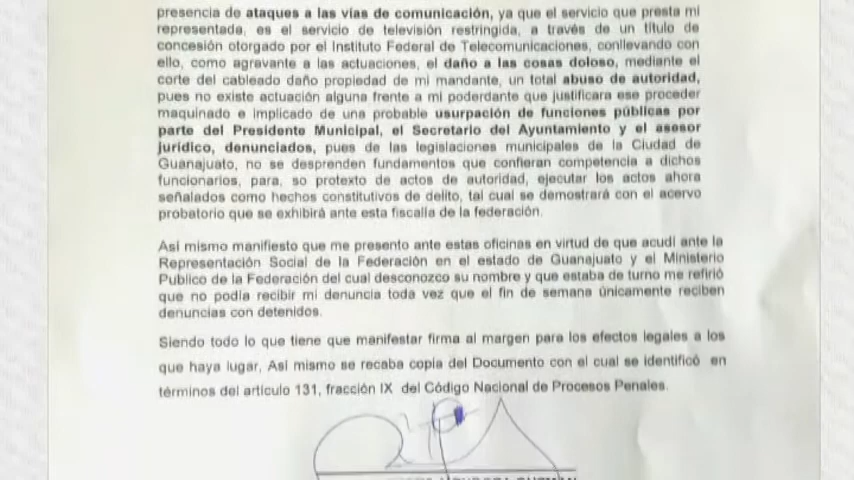 presencia de ataques a las vías de comunicación, ya que el servicio que presta mi
representada, es el servicio de televisión restringida, a través de un título de
concesión otorgado por el Instituto Federal de Telecomunicaciones, conllevando con
ello, como agravante a las actuaciones, el daño a las cosas doloso, mediante el
corte del cableado daño propiedad de mi mandante, un total abuso de autoridad,
pues no existe actuación alguna frente a mi poderdante que justificara ese proceder
maquinado e implicado de una probable usurpación de funciones públicas por
parte del Presidente Municipal, el Secretario del Ayuntamiento y el asesor
jurídico, denunciados, pues de las legislaciones municipales de la Ciudad de
Guanajuato, no se desprenden fundamentos que confieran competencia a dichos
funcionarios, para, so protexto de actos de autoridad, ejecutar los actos ahora
señalados como hechos constitutivos de delito, tal cual se demostrará con el acervo
probatorio que se exhibirá ante esta fiscalía de la federación.
Así mismo manifiesto que me presento ante estas oficinas en virtud de que acudí ante la
Representación Social de la Federación en el estado de Guanajuato y el Ministerio
Publico de la Federación del cual desconozco su nombre y que estaba de turno me refirió
que no podía recibir mi denuncia toda vez que el fin de semana únicamente reciben
denuncias con detenidos.
Siendo todo lo que tiene que manifestar firma al margen para los efectos legales a los
que haya lugar, Así mismo se recaba copia del Documento con el cual se identificó en
términos del artículo 131, fracción IX del Código Nacional de Procesos Penales.